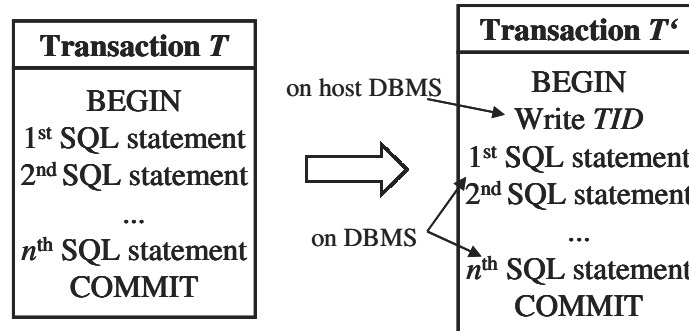 Transaction T
BEGIN
1st SQL statement
2nd SQL statement
...
nth SQL statement
COMMIT
on host DBMS
on DBMS
Transaction T‘
BEGIN
Write TID
1st SQL statement
2nd SQL statement
...
nth SQL statement
COMMIT